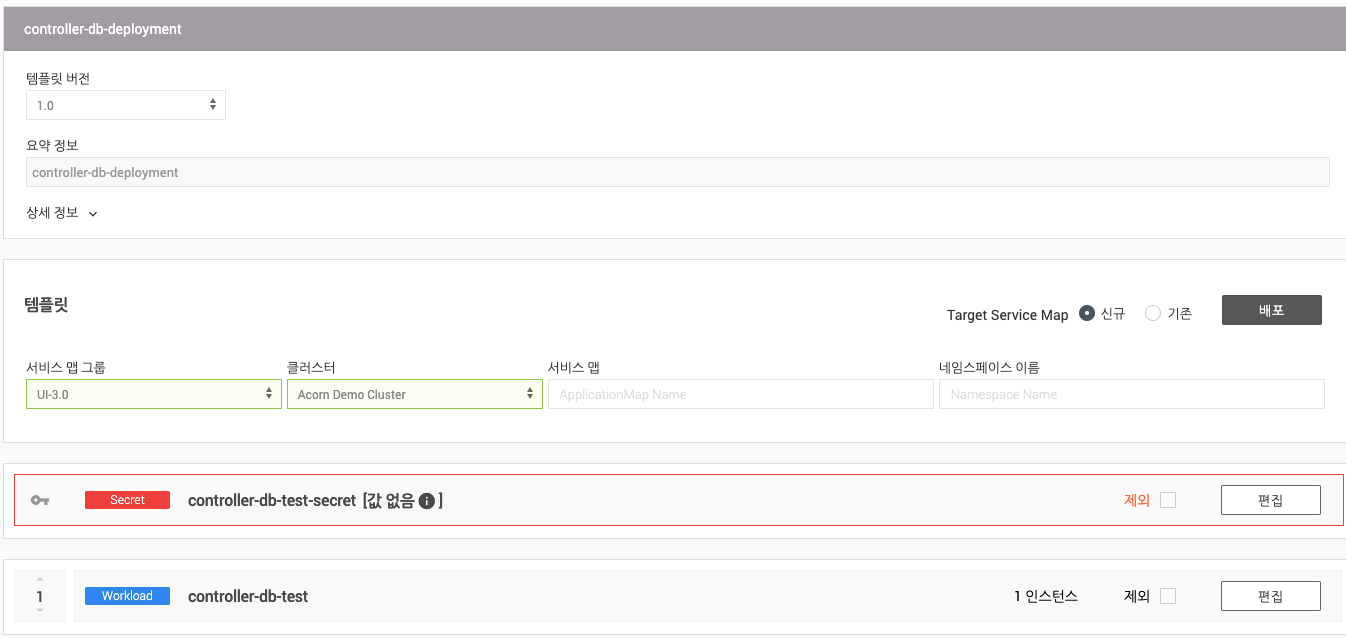 controller-db-deployment
템플릿 버전
1.0
요약 정보
controller-db-deployment
상세 정보
템플릿
Target Service Map 신규 기존 배포
서비스 맵 그룹 클러스터 서비스 맵 네임스페이스 이름
UI-3.0 Acorn Demo Cluster ApplicationMap Name Namespace Name
Secret controller-db-test-secret [값 없음 ] 제외 편집
1 Workload controller-db-test 1 인스턴스 제외 편집